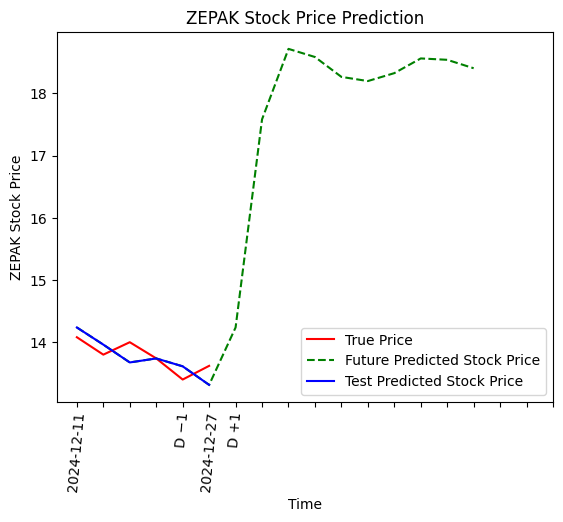 ZEPAK Stock Price Prediction
ZEPAK Stock Price
18
17
16
15
14
True Price
Future Predicted Stock Price
Test Predicted Stock Price
2024-12-11
D −1
2024-12-27
D +1
Time